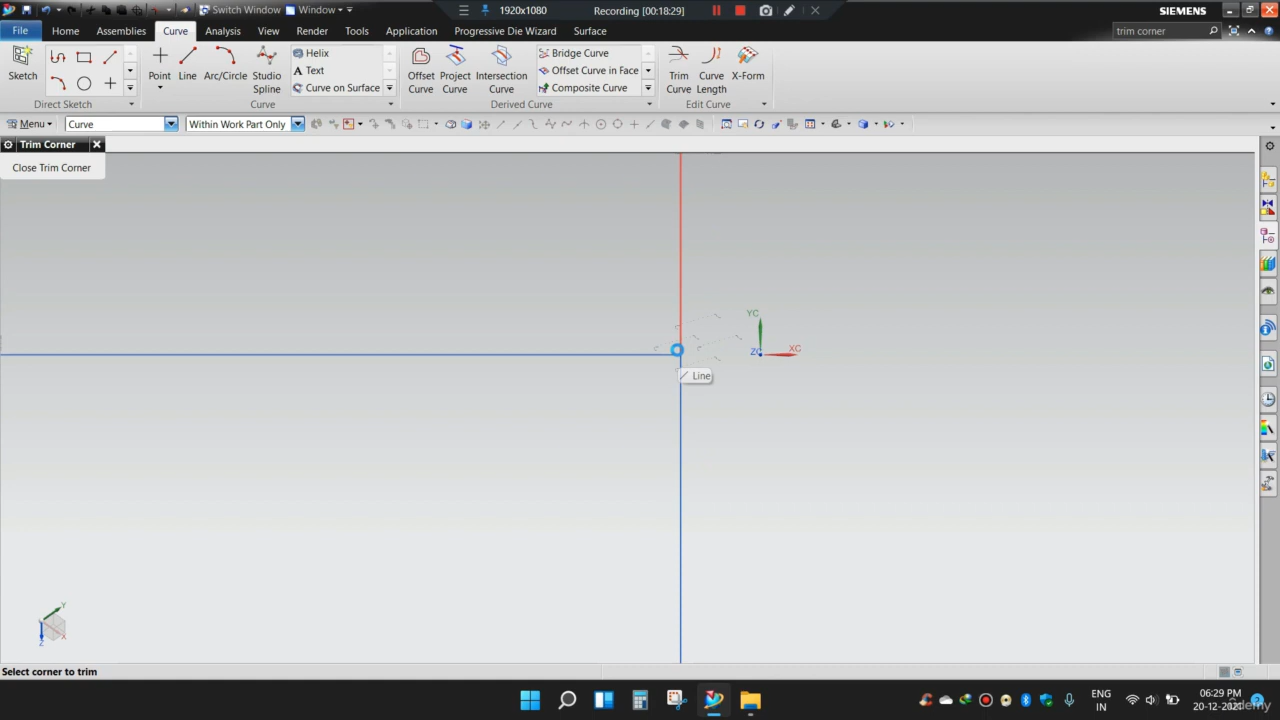 Switch Window Window 1920x1080 Recording [00:18:29] SIEMENS
File Home Assemblies Curve Analysis View Render Tools Application Progressive Die Wizard Surface trim corner
Sketch Point Line Arc/Circle Studio Spline Helix Text Curve on Surface Offset Curve Project Curve Intersection Curve Bridge Curve Offset Curve in Face Composite Curve Trim Curve Curve Length X-Form
Direct Sketch Curve Derived Curve Edit Curve
Menu Curve Within Work Part Only
Trim Corner
Close Trim Corner
YC
ZC XC
Line
Y
X
Z
Select corner to trim
ENG 06:29 PM
IN 20-12-2021
Udemy